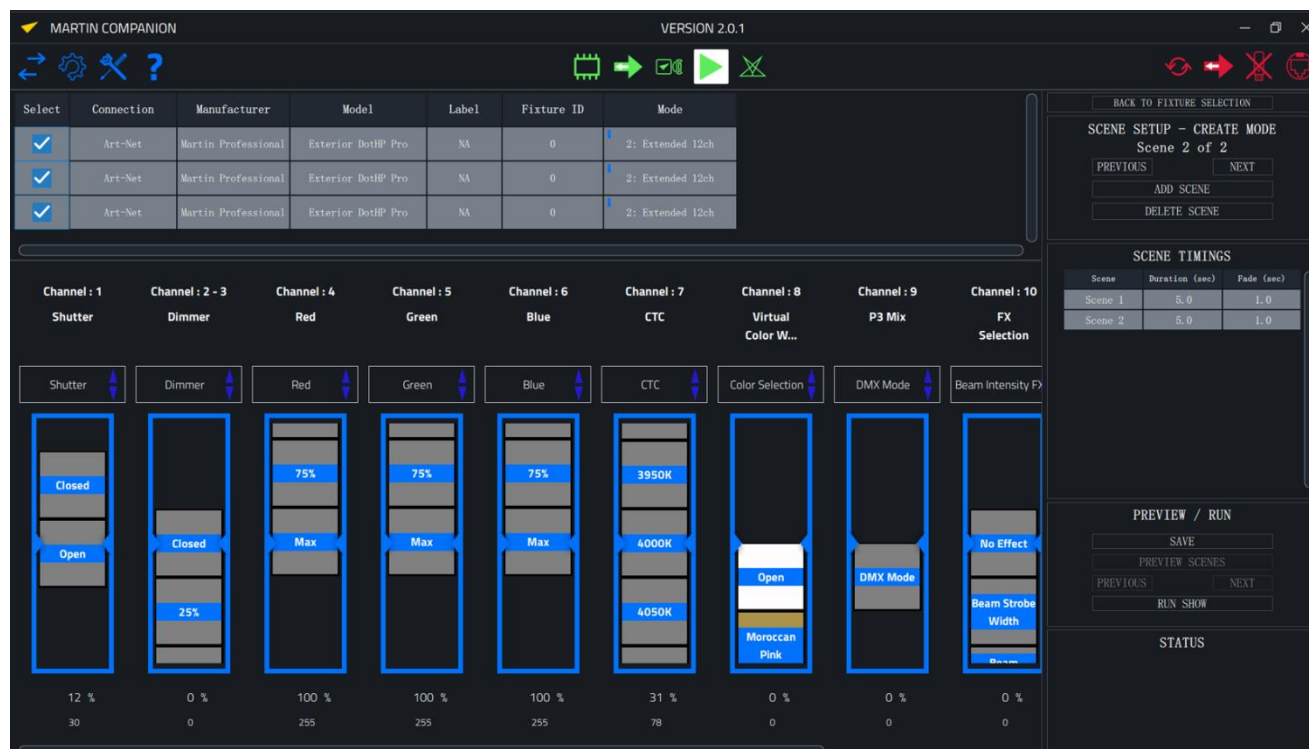 MARTIN COMPANION
VERSION 2.0.1
?
Select Connection Manufacturer Model Label Fixture ID Mode
Art-Net Martin Professional Exterior DotHP Pro NA 0 2: Extended 12ch
Art-Net Martin Professional Exterior DotHP Pro NA 0 2: Extended 12ch
Art-Net Martin Professional Exterior DotHP Pro NA 0 2: Extended 12ch
Channel : 1 Channel : 2 - 3 Channel : 4 Channel : 5 Channel : 6 Channel : 7 Channel : 8 Channel : 9 Channel : 10
Shutter Dimmer Red Green Blue CTC Virtual P3 Mix FX
Color W... Selection
Shutter Dimmer Red Green Blue CTC Color Selection DMX Mode Beam Intensity FX
75% 75% 75% 3950K
Closed
Closed Max Max Max 4000K No Effect
Open
Open DMX Mode
25% 4050K Beam Strobe
Width
Moroccan
Pink
Beam
12 % 0 % 100 % 100 % 100 % 31 % 0 % 0 % 0 %
30 0 255 255 255 78 0 0 0
BACK TO FIXTURE SELECTION
SCENE SETUP - CREATE MODE
Scene 2 of 2
PREVIOUS NEXT
ADD SCENE
DELETE SCENE
SCENE TIMINGS
Scene Duration (sec) Fade (sec)
Scene 1 5.0 1.0
Scene 2 5.0 1.0
PREVIEW / RUN
SAVE
PREVIEW SCENES
PREVIOUS NEXT
RUN SHOW
STATUS